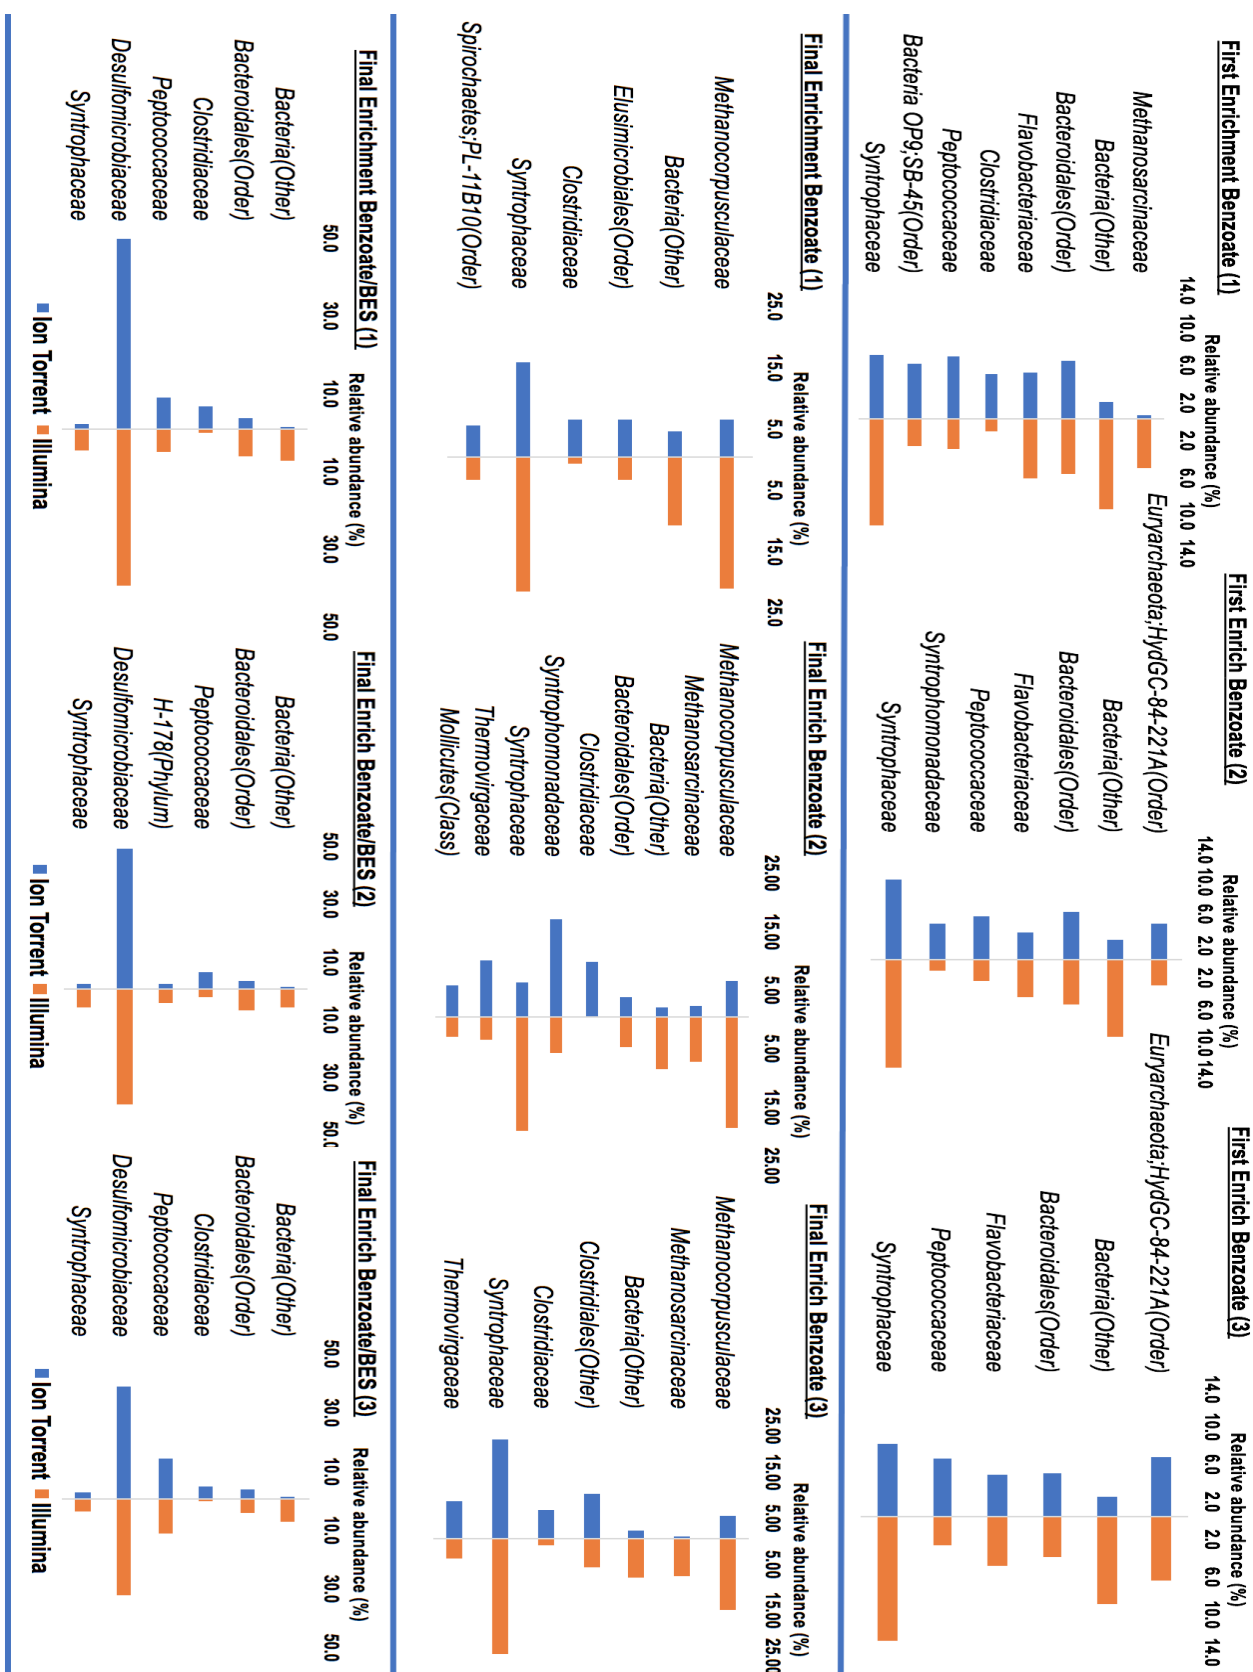 First Enrichment Benzoate (1)
Relative abundance (%)
14.0 10.0 6.0 2.0 2.0 6.0 10.0 14.0
Methanosarcinaceae
Bacteria(Other)
Bacteroidales(Order)
Flavobacteriaceae
Clostridiaceae
Peptococcaceae
Bacteria OP9;SB-45(Order)
Syntrophaceae
First Enrich Benzoate (2)
Relative abundance (%)
14.0 10.0 6.0 2.0 2.0 6.0 10.0 14.0
Euryarchaeota;HydGC-84-221A(Order)
Bacteria(Other)
Bacteroidales(Order)
Flavobacteriaceae
Peptococcaceae
Syntrophomonadaceae
Syntrophaceae
First Enrich Benzoate (3)
Relative abundance (%)
14.0 10.0 6.0 2.0 2.0 6.0 10.0 14.0
Euryarchaeota;HydGC-84-221A(Order)
Bacteria(Other)
Bacteroidales(Order)
Flavobacteriaceae
Peptococcaceae
Syntrophaceae
Final Enrichment Benzoate (1)
Relative abundance (%)
25.0 15.0 5.0 5.0 15.0 25.0
Methanocorpusculaceae
Bacteria(Other)
Elusimicrobiales(Order)
Clostridiaceae
Syntrophaceae
Spirochaetes;PL-11B10(Order)
Final Enrich Benzoate (2)
Relative abundance (%)
25.00 15.00 5.00 5.00 15.00 25.00
Methanocorpusculaceae
Methanosarcinaceae
Bacteria(Other)
Bacteroidales(Order)
Clostridiaceae
Syntrophomonadaceae
Syntrophaceae
Thermovirgaceae
Mollicutes(Class)
Final Enrich Benzoate (3)
Relative abundance (%)
25.00 15.00 5.00 5.00 15.00 25.00
Methanocorpusculaceae
Methanosarcinaceae
Bacteria(Other)
Clostridiales(Other)
Clostridiaceae
Syntrophaceae
Thermovirgaceae
Final Enrichment Benzoate/BES (1)
Relative abundance (%)
50.0 30.0 10.0 10.0 30.0 50.0
Bacteria(Other)
Bacteroidales(Order)
Clostridiaceae
Peptococcaceae
Desulfomicrobiaceae
Syntrophaceae
Ion Torrent Illumina
Final Enrich Benzoate/BES (2)
Relative abundance (%)
50.0 30.0 10.0 10.0 30.0 50.0
Bacteria(Other)
Bacteroidales(Order)
Peptococcaceae
H-178(Phylum)
Desulfomicrobiaceae
Syntrophaceae
Ion Torrent Illumina
Final Enrich Benzoate/BES (3)
Relative abundance (%)
50.0 30.0 10.0 10.0 30.0 50.0
Bacteria(Other)
Bacteroidales(Order)
Clostridiaceae
Peptococcaceae
Desulfomicrobiaceae
Syntrophaceae
Ion Torrent Illumina